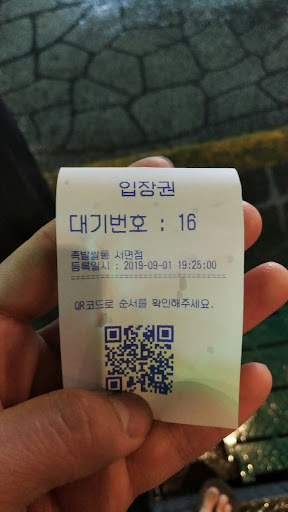 입장권
대기번호 : 16
족발쌀롱 서면점
등록일시 : 2019-09-01 19:25:00
QR코드로 순서를 확인해주세요.